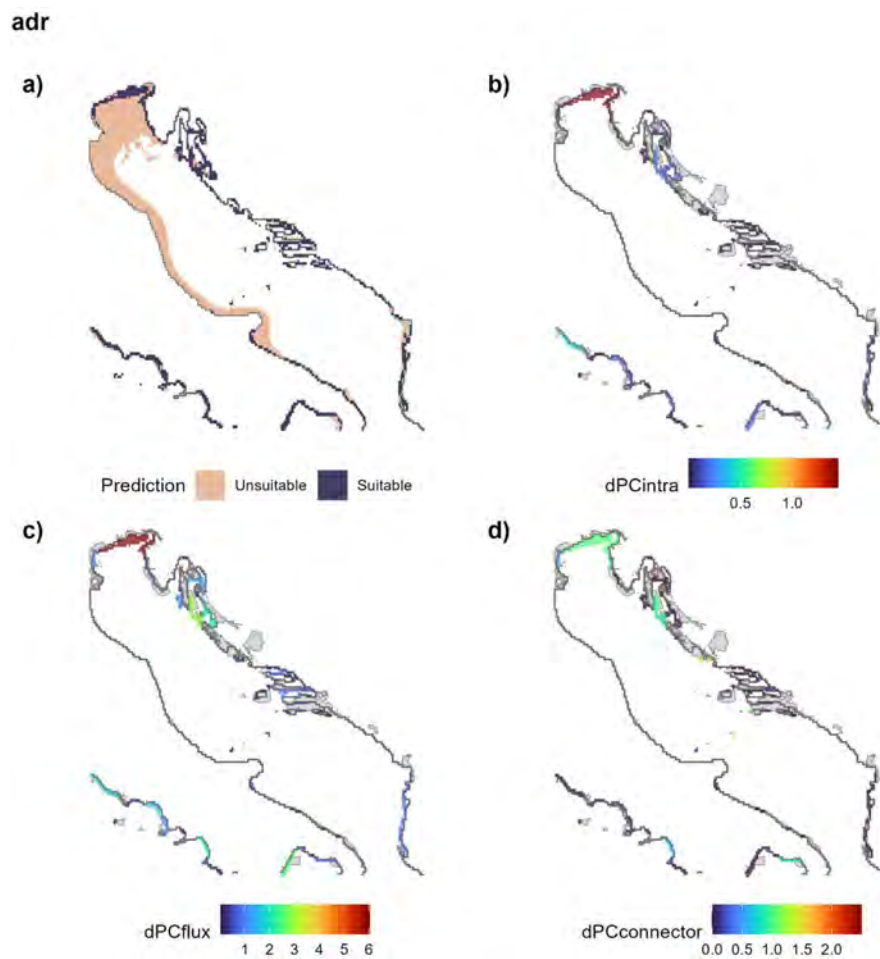 adr
a)
b)
Prediction Unsuitable Suitable
dPCintra
0.5 1.0
c)
d)
dPCflux
1 2 3 4 5 6
dPCconnector
0.0 0.5 1.0 1.5 2.0